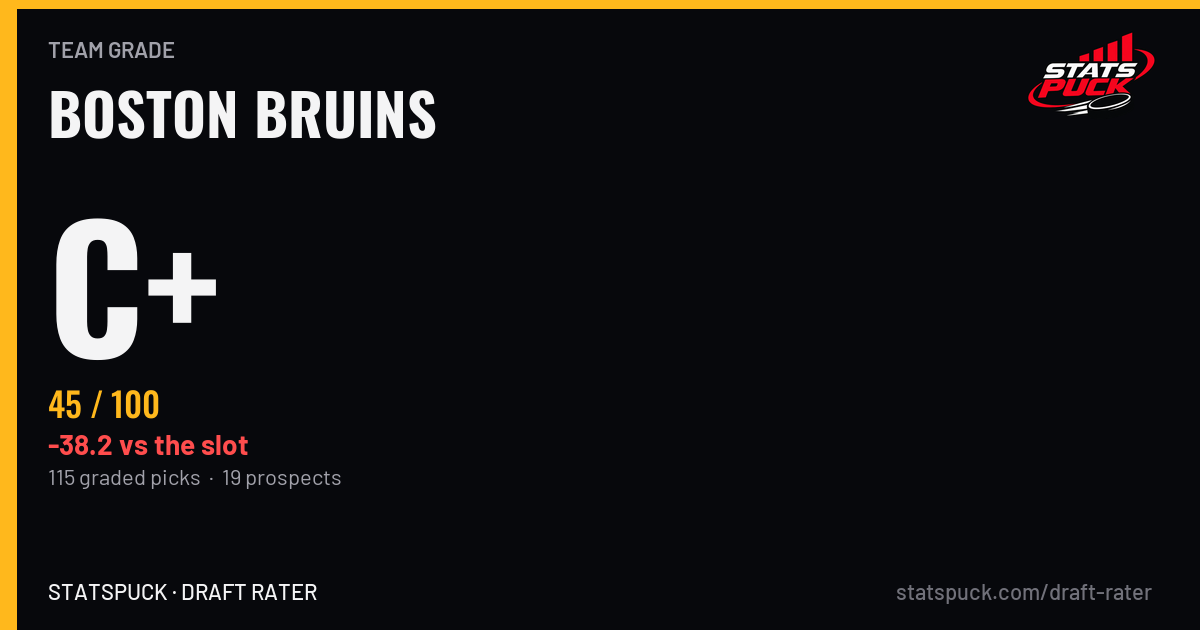 TEAM GRADE
STATS
PUCK
BOSTON BRUINS
C+
45 / 100
-38.2 vs the slot
115 graded picks · 19 prospects
STATSPUCK · DRAFT RATER
statspuck.com/draft-rater